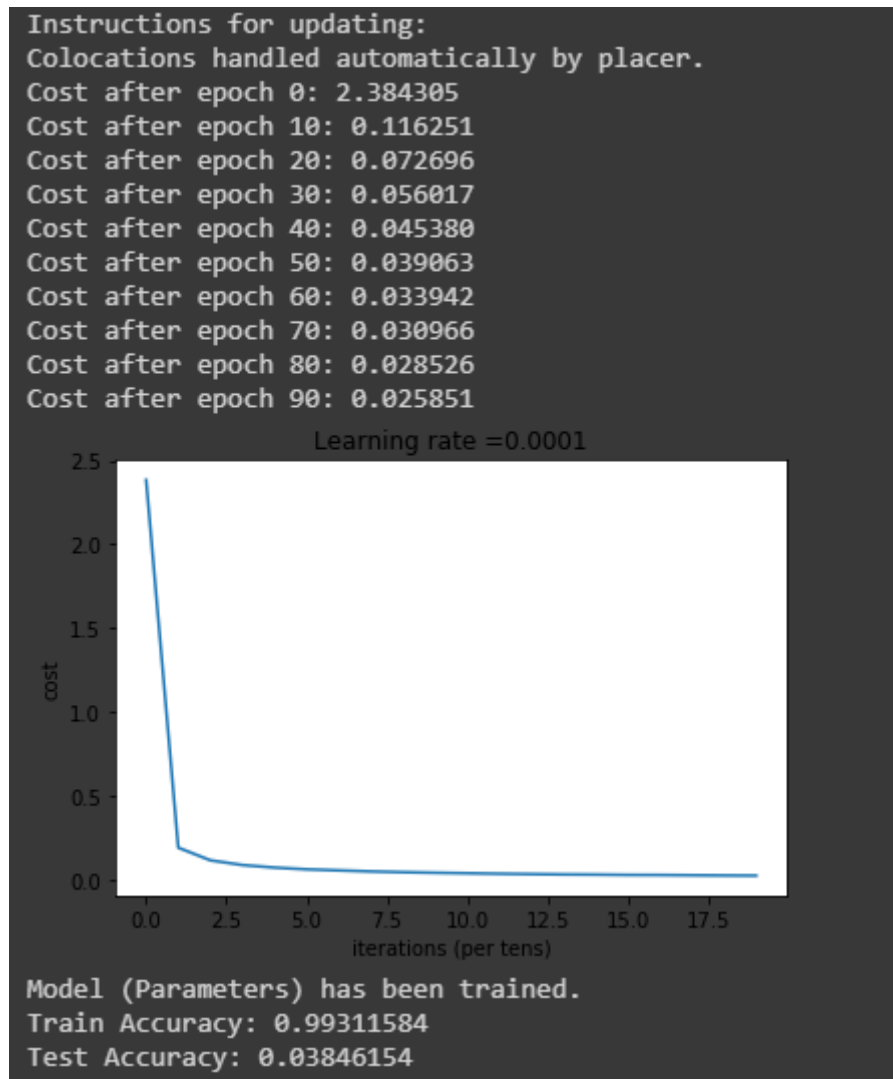 Instructions for updating:
Colocations handled automatically by placer.
Cost after epoch 0: 2.384305
Cost after epoch 10: 0.116251
Cost after epoch 20: 0.072696
Cost after epoch 30: 0.056017
Cost after epoch 40: 0.045380
Cost after epoch 50: 0.039063
Cost after epoch 60: 0.033942
Cost after epoch 70: 0.030966
Cost after epoch 80: 0.028526
Cost after epoch 90: 0.025851
Learning rate =0.0001
2.5
2.0
1.5
1.0
0.5
0.0
cost
0.0 2.5 5.0 7.5 10.0 12.5 15.0 17.5
iterations (per tens)
Model (Parameters) has been trained.
Train Accuracy: 0.99311584
Test Accuracy: 0.03846154